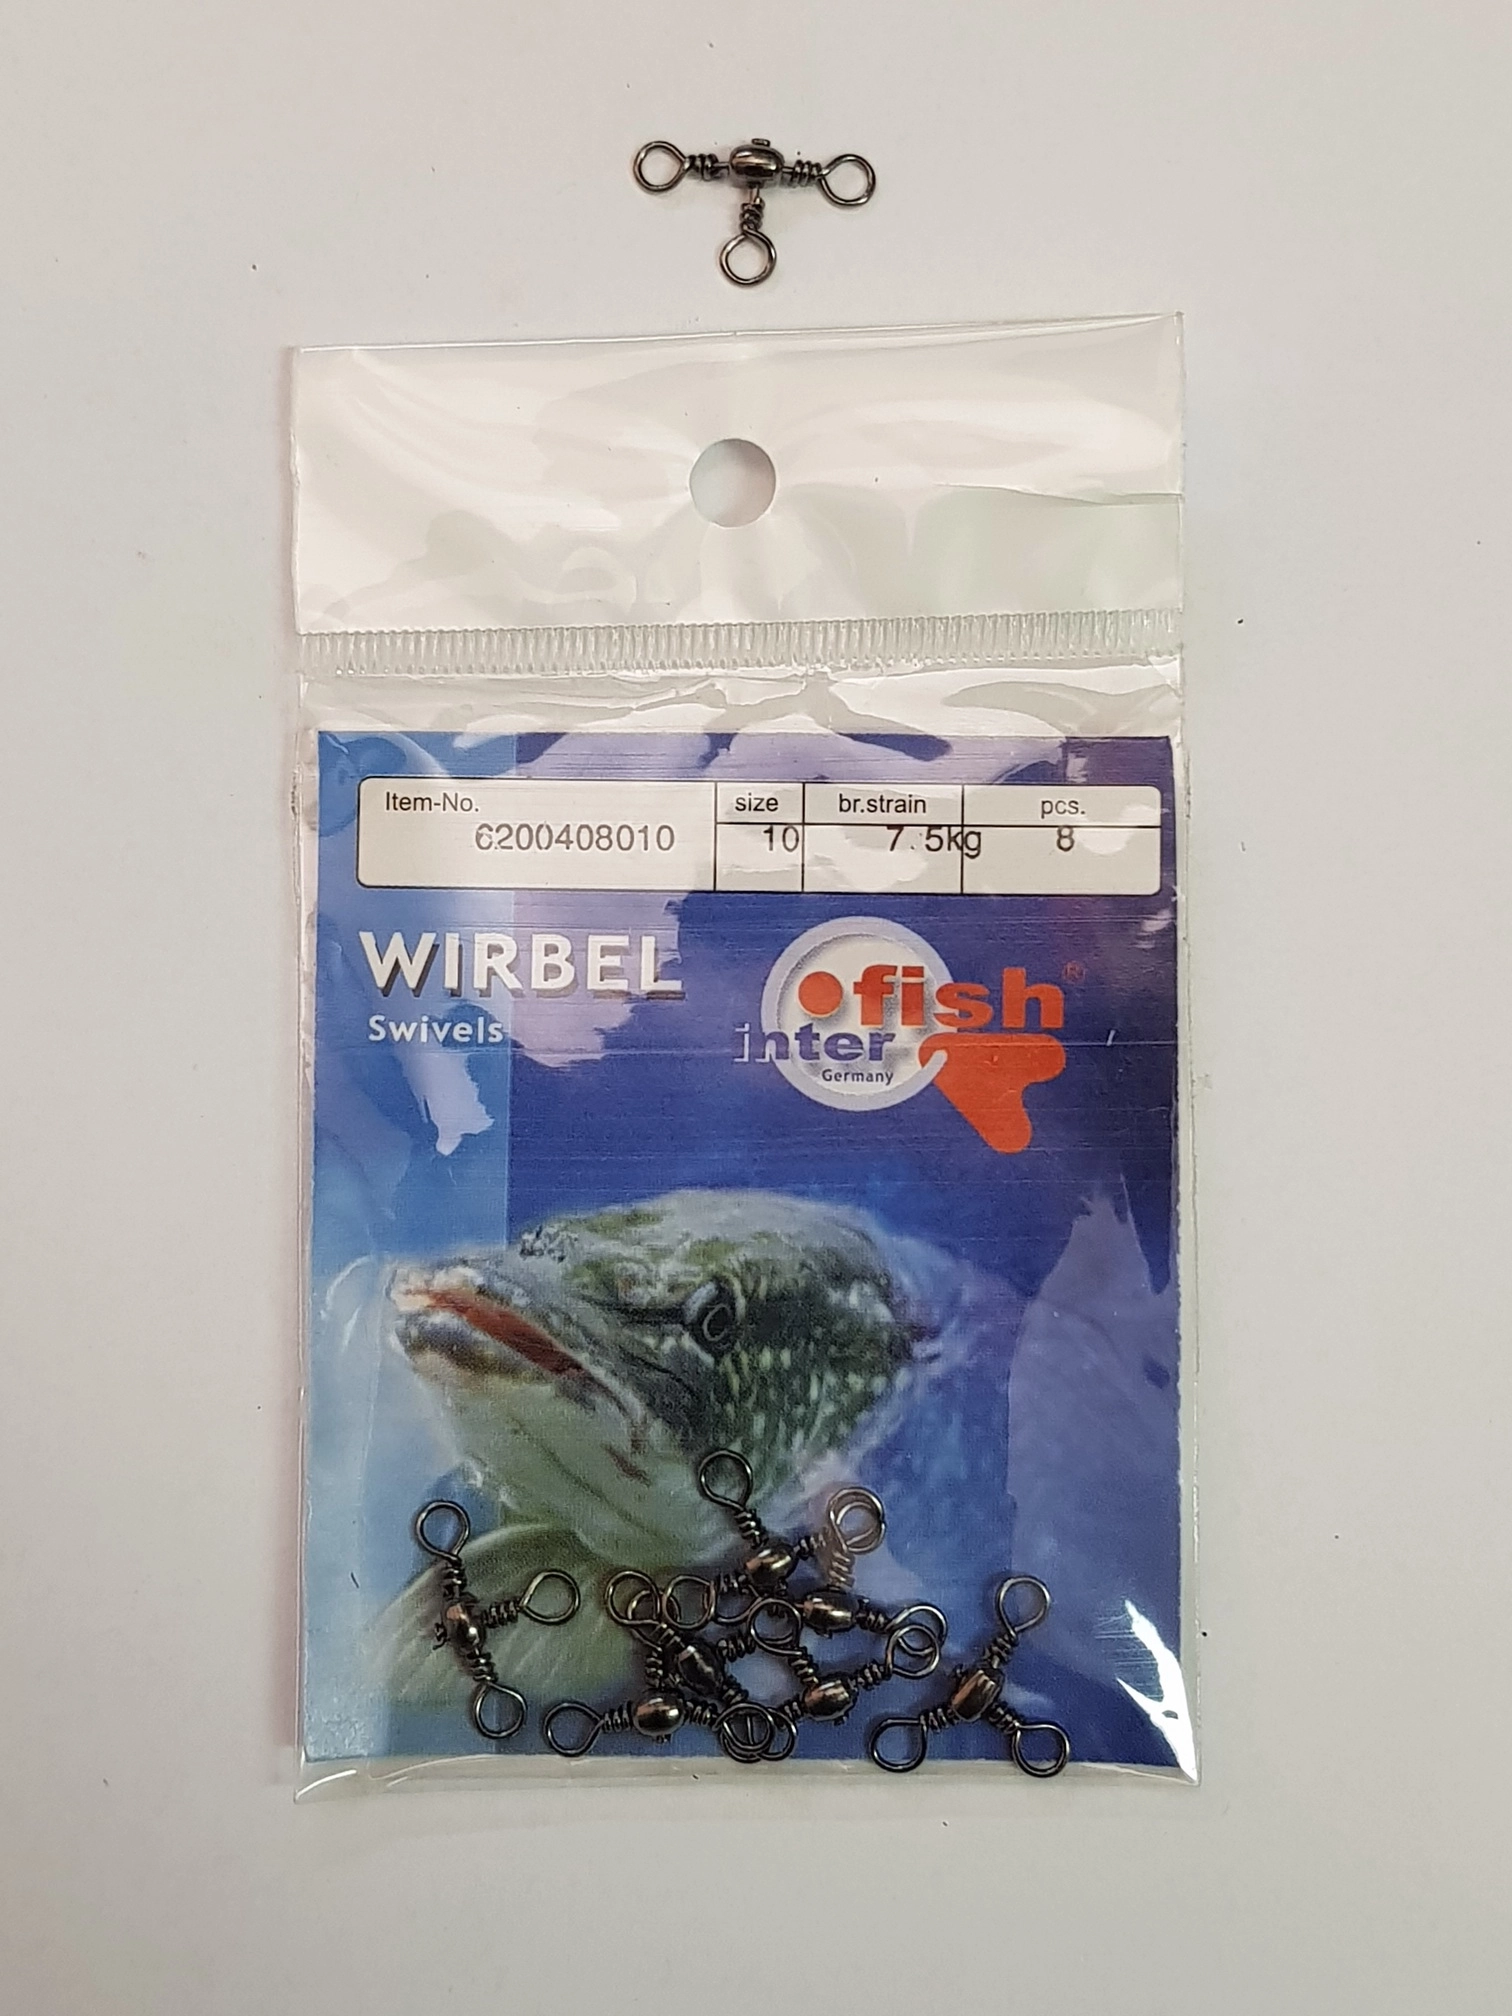 Item-No. size br.strain pcs.
6200408010 10 7.5kg 8
WIRBEL
Swivels
fish®
inter
Germany